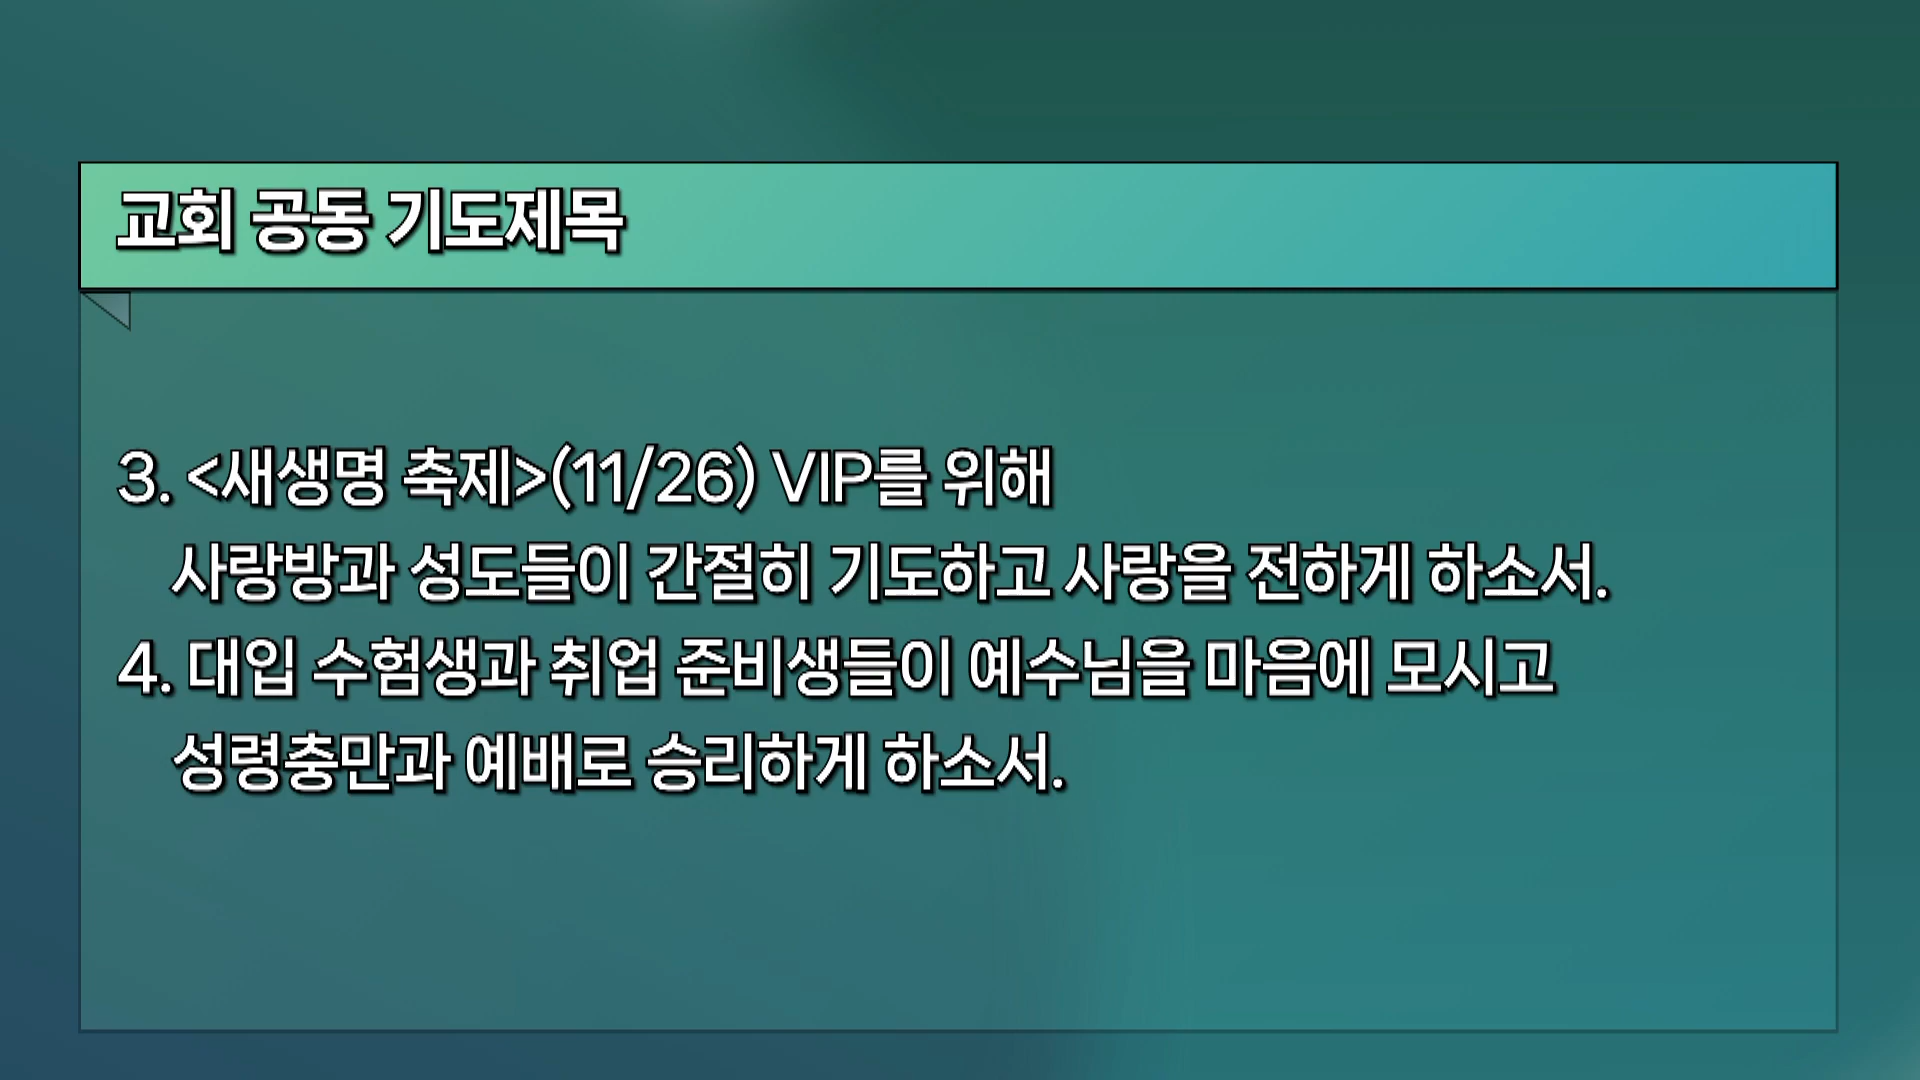 교회 공동 기도제목
3. <새생명 축제>(11/26) VIP를 위해
사랑방과 성도들이 간절히 기도하고 사랑을 전하게 하소서.
4. 대입 수험생과 취업 준비생들이 예수님을 마음에 모시고
성령충만과 예배로 승리하게 하소서.